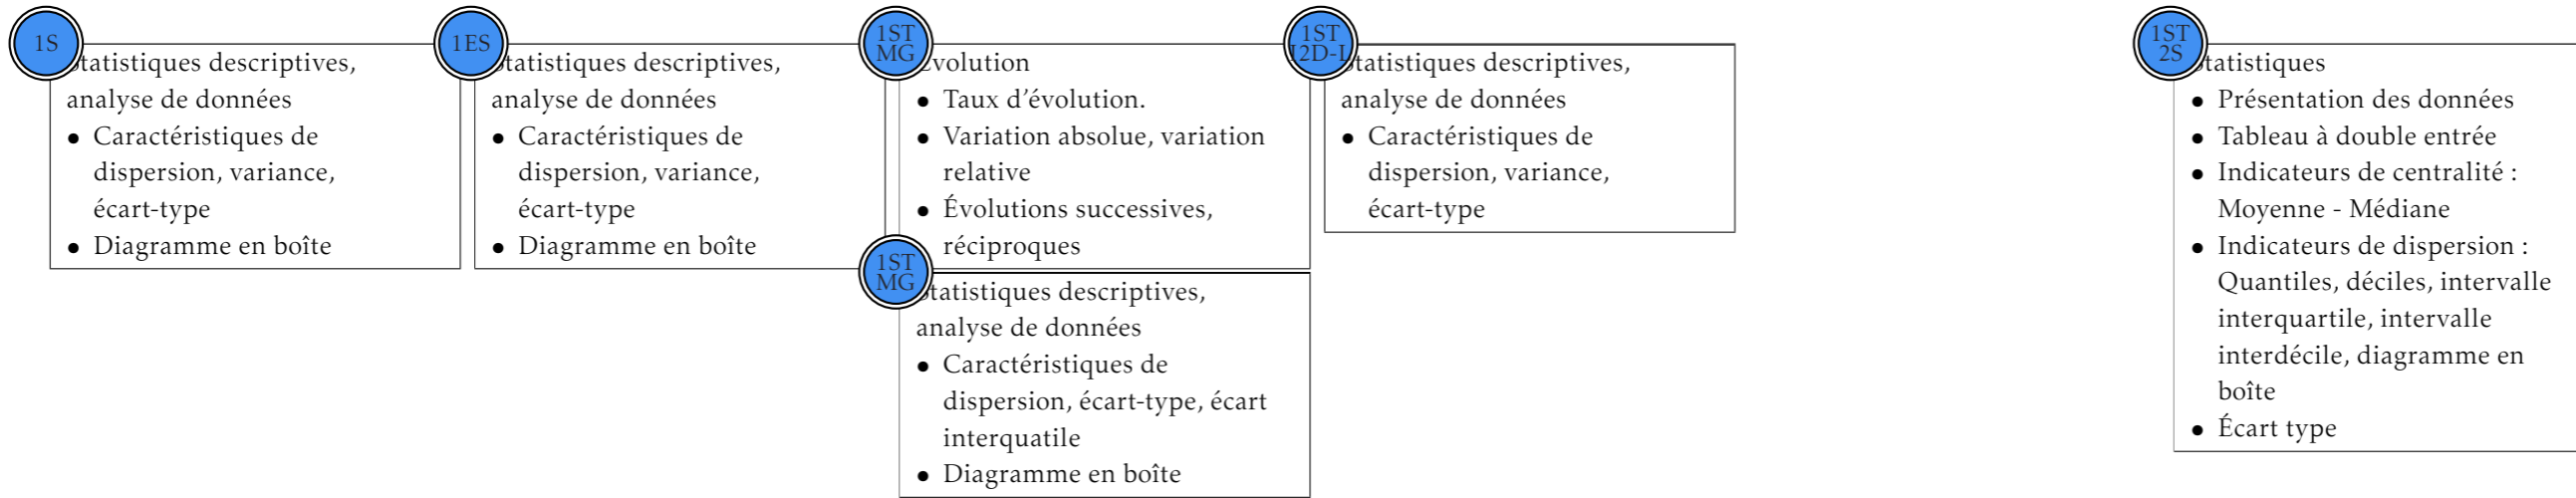 1S
Statistiques descriptives,
analyse de données
• Caractéristiques de
dispersion, variance,
écart-type
• Diagramme en boîte
1ES
Statistiques descriptives,
analyse de données
• Caractéristiques de
dispersion, variance,
écart-type
• Diagramme en boîte
1ST
MG
Évolution
• Taux d’évolution.
• Variation absolue, variation
relative
• Évolutions successives,
réciproques
1ST
MG
Statistiques descriptives,
analyse de données
• Caractéristiques de
dispersion, écart-type, écart
interquatile
• Diagramme en boîte
1ST
I2D-L
Statistiques descriptives,
analyse de données
• Caractéristiques de
dispersion, variance,
écart-type
1ST
2S
Statistiques
• Présentation des données
• Tableau à double entrée
• Indicateurs de centralité :
Moyenne - Médiane
• Indicateurs de dispersion :
Quantiles, déciles, intervalle
interquartile, intervalle
interdécile, diagramme en
boîte
• Écart type